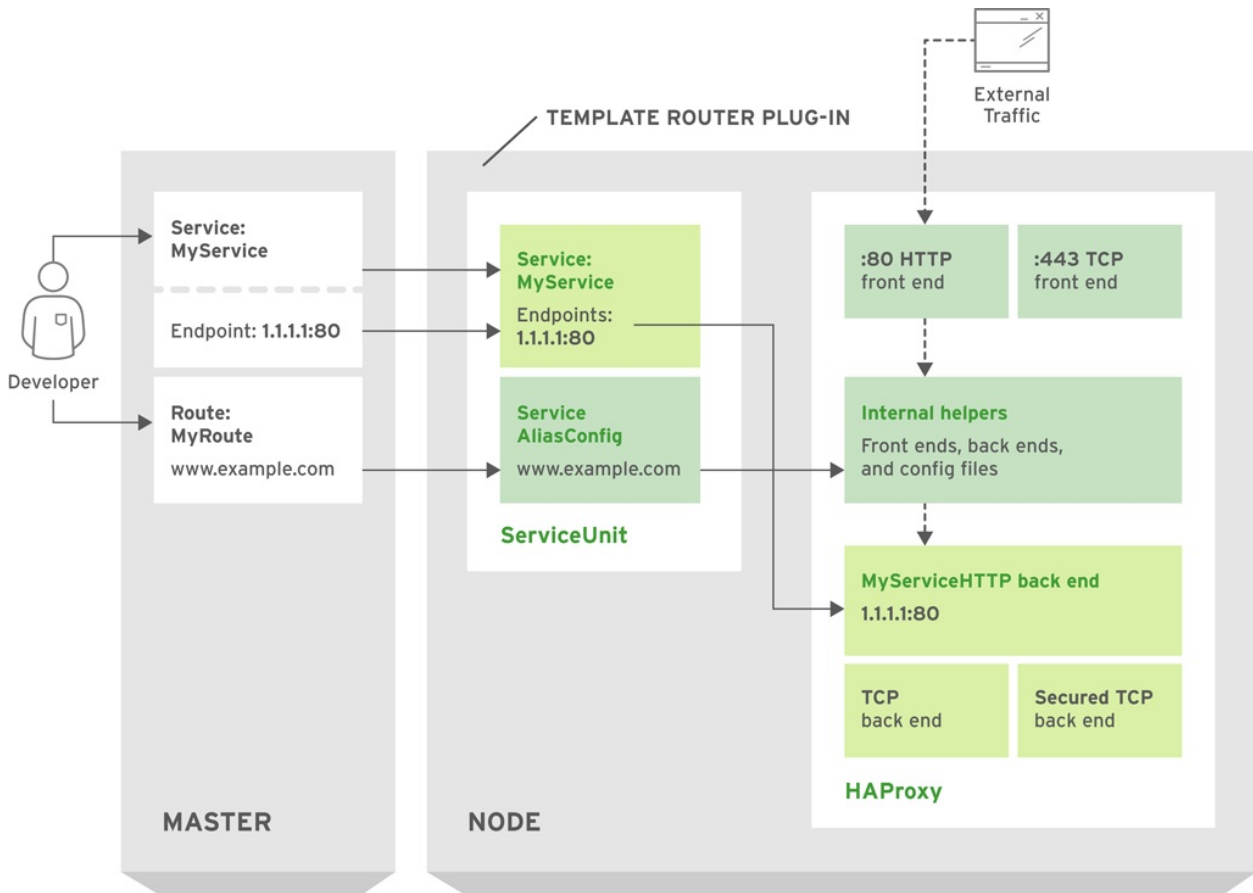 External
Traffic
TEMPLATE ROUTER PLUG-IN
Developer
Service:
MyService
Endpoint: 1.1.1.1:80
Route:
MyRoute
www.example.com
MASTER
Service:
MyService
Endpoints:
1.1.1.1:80
Service
AliasConfig
www.example.com
ServiceUnit
NODE
:80 HTTP
front end
:443 TCP
front end
Internal helpers
Front ends, back ends,
and config files
MyServiceHTTP back end
1.1.1.1:80
TCP
back end
Secured TCP
back end
HAProxy